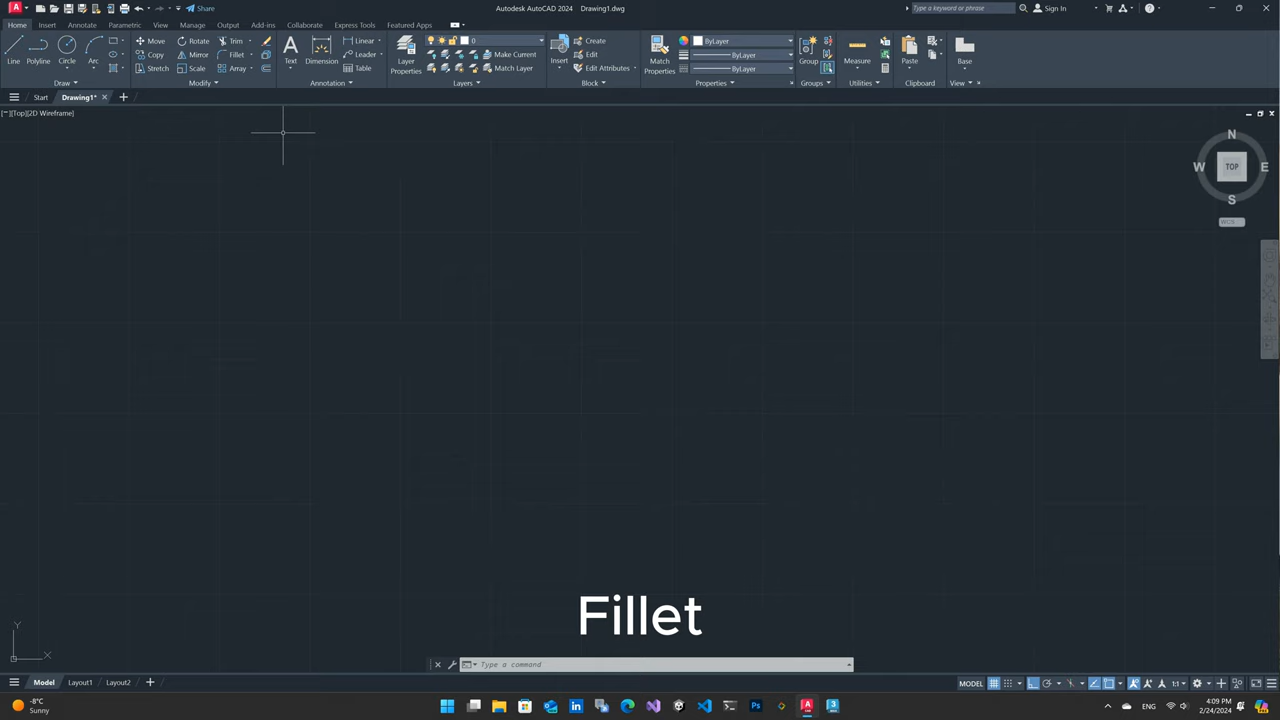 Share
Autodesk AutoCAD 2024 Drawing1.dwg
Type a keyword or phrase
Sign In
Home Insert Annotate Parametric View Manage Output Add-ins Collaborate Express Tools Featured Apps
Line Polyline Circle Arc
Move Rotate Trim
Copy Mirror Fillet
Stretch Scale Array
Text Dimension
Linear
Leader
Table
Layer Properties
0
Make Current
Match Layer
Insert
Create
Edit
Edit Attributes
Match Properties
ByLayer
ByLayer
ByLayer
Group
Measure
Paste
Base
Draw Modify Annotation Layers Block Properties Groups Utilities Clipboard View
Start Drawing1*
[−][Top][2D Wireframe]
N
W TOP E
S
WCS
Fillet
Y
X
Type a command
Model Layout1 Layout2
MODEL 1:1
-8°C
Sunny
ENG
4:09 PM
2/24/2024